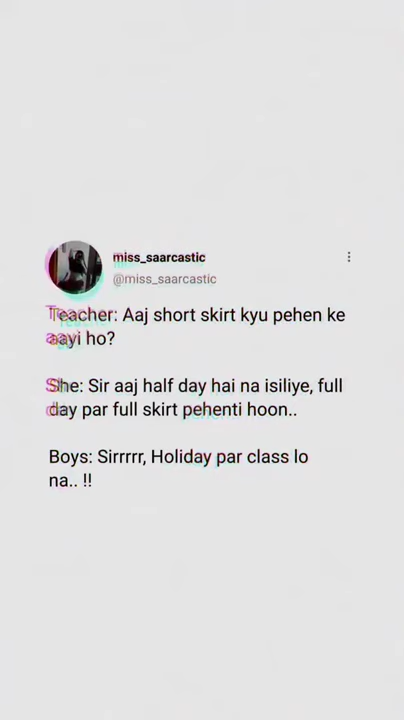 miss_saarcastic
@miss_saarcastic
Teacher: Aaj short skirt kyu pehen ke
aayi ho?
She: Sir aaj half day hai na isiliye, full
day par full skirt pehenti hoon..
Boys: Sirrrrr, Holiday par class lo
na.. !!